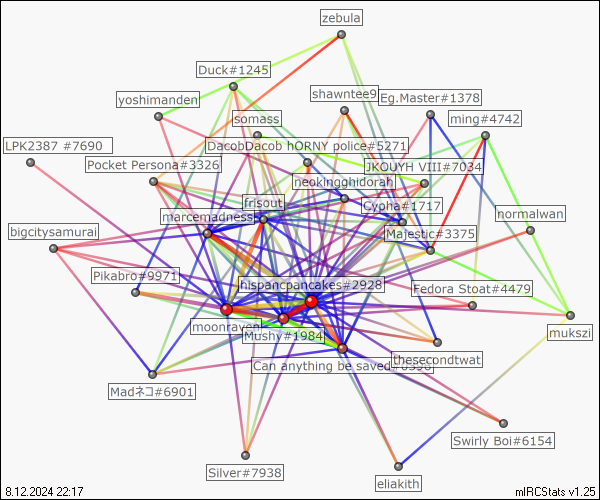 zebula
Duck#1245
shawntee9
Eg.Master#1378
yoshimanden
somass
ming#4742
LPK2387 #7690
DacobDacob hORNY police#5271
Pocket Persona#3326
JKOUYH VIII#7034
neokingghidorah
frisout
Cypha#1717
marcemadness
normalwan
bigcitysamurai
Majestic#3375
Pikabro#9971
hispancpancakes#2928
Fedora Stoat#4479
moonraven
Mushy#1984
mukszi
thesecondtwat
Can anything be saved#6598
Madネコ#6901
Swirly Boi#6154
Silver#7938
eliakith
8.12.2024 22:17
mIRCStats v1.25